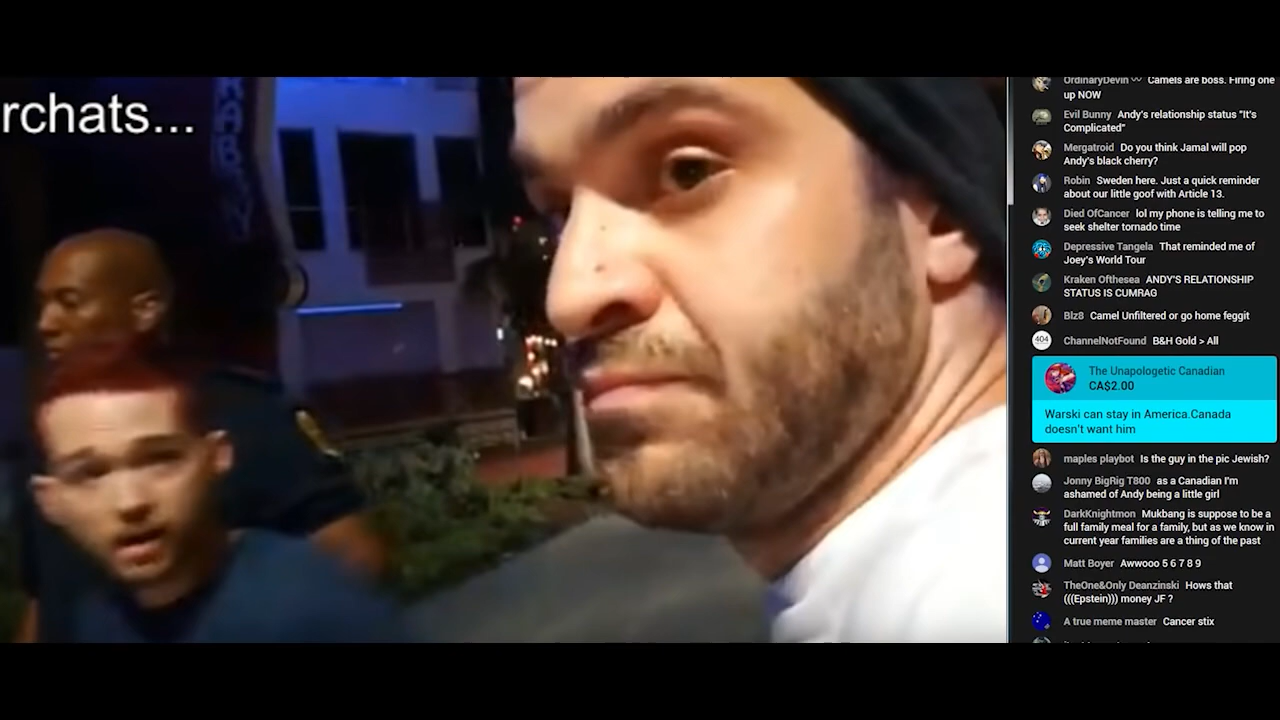 rchats...
OrdinaryDevin Camels are boss. Firing one
up NOW
Evil Bunny Andy's relationship status "It's
Complicated"
Mergatroid Do you think Jamal will pop
Andy's black cherry?
Robin Sweden here. Just a quick reminder
about our little goof with Article 13.
Died OfCancer lol my phone is telling me to
seek shelter tornado time
Depressive Tangela That reminded me of
Joey's World Tour
Kraken Ofthesea ANDY'S RELATIONSHIP
STATUS IS CUMRAG
Blz8 Camel Unfiltered or go home feggit
404
ChannelNotFound B&H Gold > All
The Unapologetic Canadian
CA$2.00
Warski can stay in America.Canada
doesn't want him
maples playbot Is the guy in the pic Jewish?
Jonny BigRig T800 as a Canadian I'm
ashamed of Andy being a little girl
DarkKnightmon Mukbang is suppose to be a
full family meal for a family, but as we know in
current year families are a thing of the past
Matt Boyer Awwooo 5 6 7 8 9
TheOne&Only Deanzinski Hows that
(((Epstein))) money JF ?
A true meme master Cancer stix